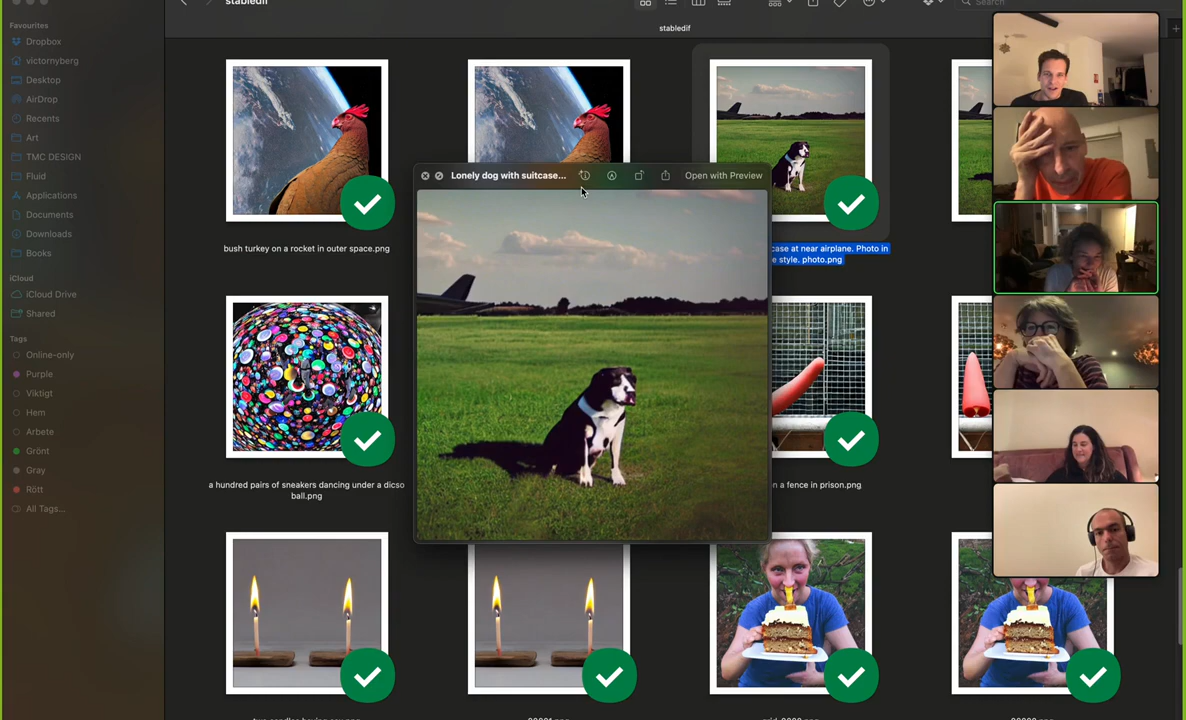 stabledif
Search
stabledif
Favourites
Dropbox
victornyberg
Desktop
AirDrop
Recents
Art
TMC DESIGN
Fluid
Applications
Documents
Downloads
Books
iCloud
iCloud Drive
Shared
Tags
Online-only
Purple
Viktigt
Hem
Arbete
Grönt
Gray
Rött
All Tags...
Lonely dog with suitcase...
Open with Preview
bush turkey on a rocket in outer space.png
case at near airplane. Photo in
e style. photo.png
a hundred pairs of sneakers dancing under a dicso
ball.png
n a fence in prison.png